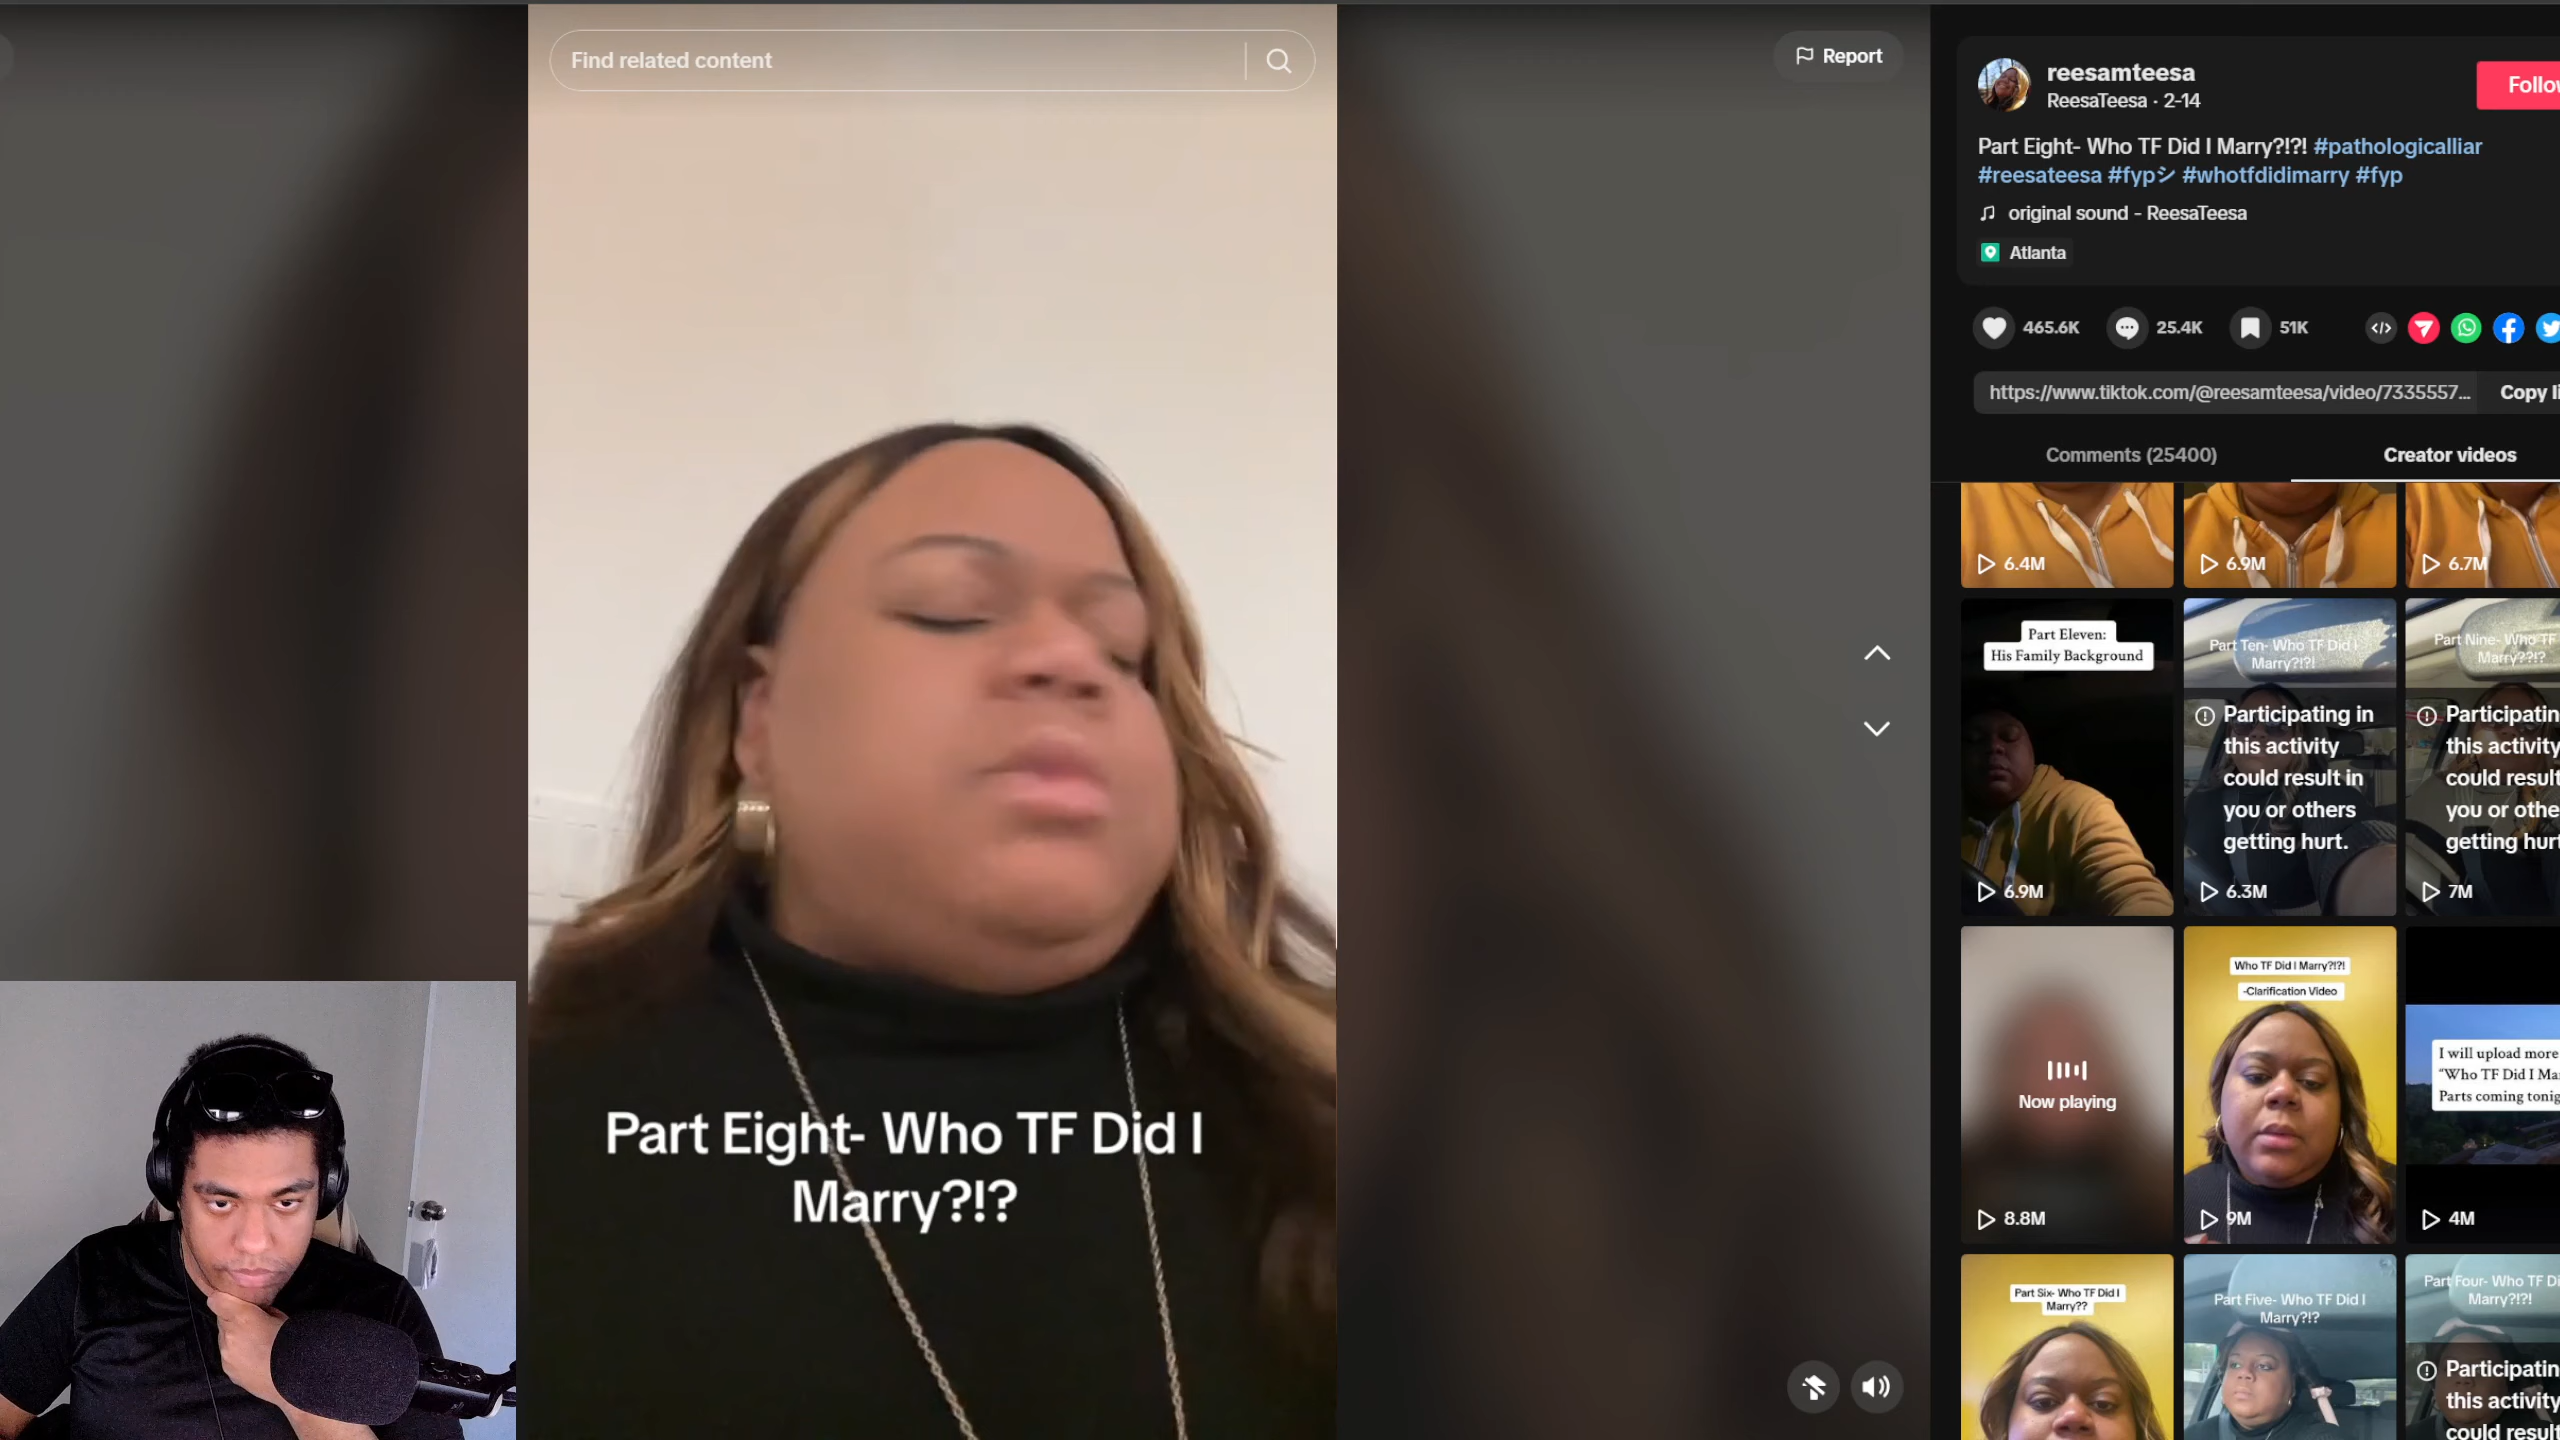 Find related content
Report
reesamteesa
ReesaTeesa · 2-14
Follow
Part Eight- Who TF Did I Marry?!?! #pathologicalliar
#reesateesa #fypシ #whotfdidimarry #fyp
original sound - ReesaTeesa
Atlanta
465.6K
25.4K
51K
https://www.tiktok.com/@reesamteesa/video/7335557...
Copy li
Comments (25400)
Creator videos
6.4M
6.9M
6.7M
Part Eleven:
His Family Background
6.9M
Part Ten- Who TF Did I
Marry?!?!
Participating in
this activity
could result in
you or others
getting hurt.
6.3M
Part Nine- Who TF
Marry??!?
Participatin
this activity
could result
you or othe
getting hurt
7M
Now playing
8.8M
Who TF Did I Marry?!?!
-Clarification Video
9M
I will upload more
"Who TF Did I Ma
Parts coming tonig
4M
Part Six- Who TF Did I
Marry??
Part Five- Who TF Did I
Marry?!?
Part Four- Who TF Di
Marry?!?!
Participatin
this activity
could result
Part Eight- Who TF Did I
Marry?!?